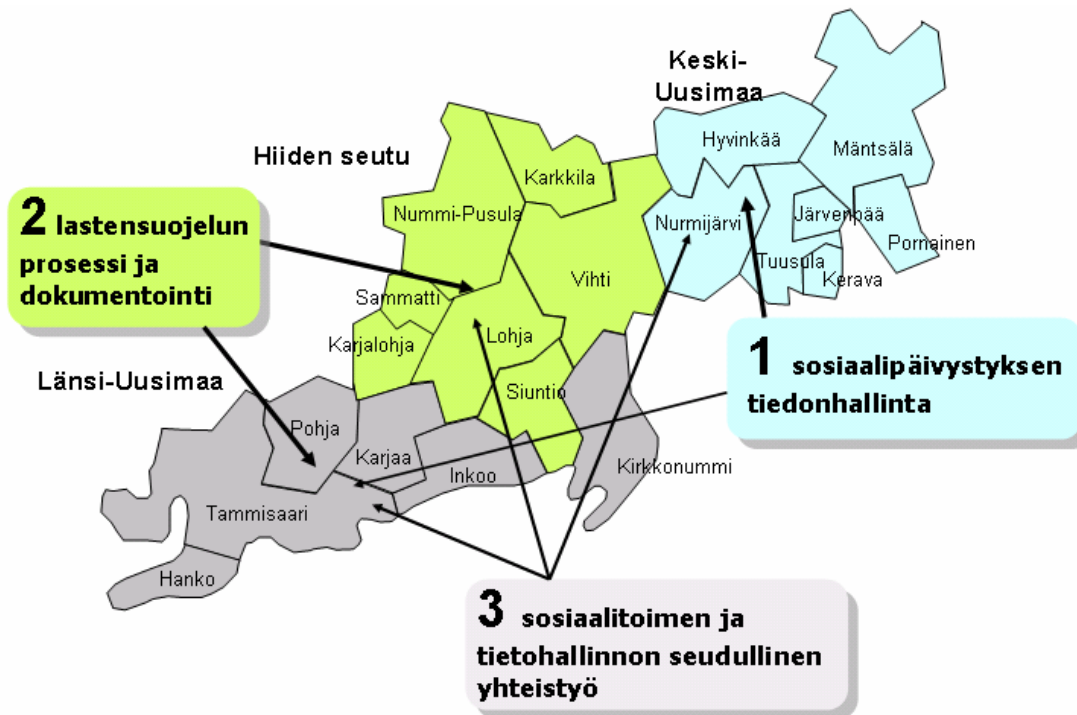 Keski-
Uusimaa
Hyvinkää
Mäntsälä
Hiiden seutu
Karkkila
Nummi-Pusula
Nurmijärvi
Järvenpää
Pornainen
Tuusula
Kerava
2 lastensuojelun
prosessi ja
dokumentointi
Vihti
Sammatti
Lohja
Karjalohja
Siuntio
1 sosiaalipäivystyksen
tiedonhallinta
Länsi-Uusimaa
Pohja
Karjaa
Inkoo
Kirkkonummi
Tammisaari
Hanko
3 sosiaalitoimen ja
tietohallinnon seudullinen
yhteistyö